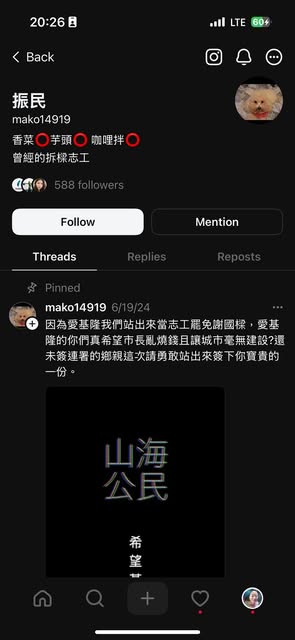 20:26
LTE
60
Back
振民
mako14919
香菜⭕芋頭⭕ 咖哩拌⭕
曾經的拆樑志工
588 followers
Follow
Mention
Threads
Replies
Reposts
Pinned
mako14919 6/19/24
因為愛基隆我們站出來當志工罷免謝國樑，愛基
隆的你們真希望市長亂燒錢且讓城市毫無建設?還
未簽連署的鄉親這次請勇敢站出來簽下你寶貴的
一份。
山海
公民
希
望